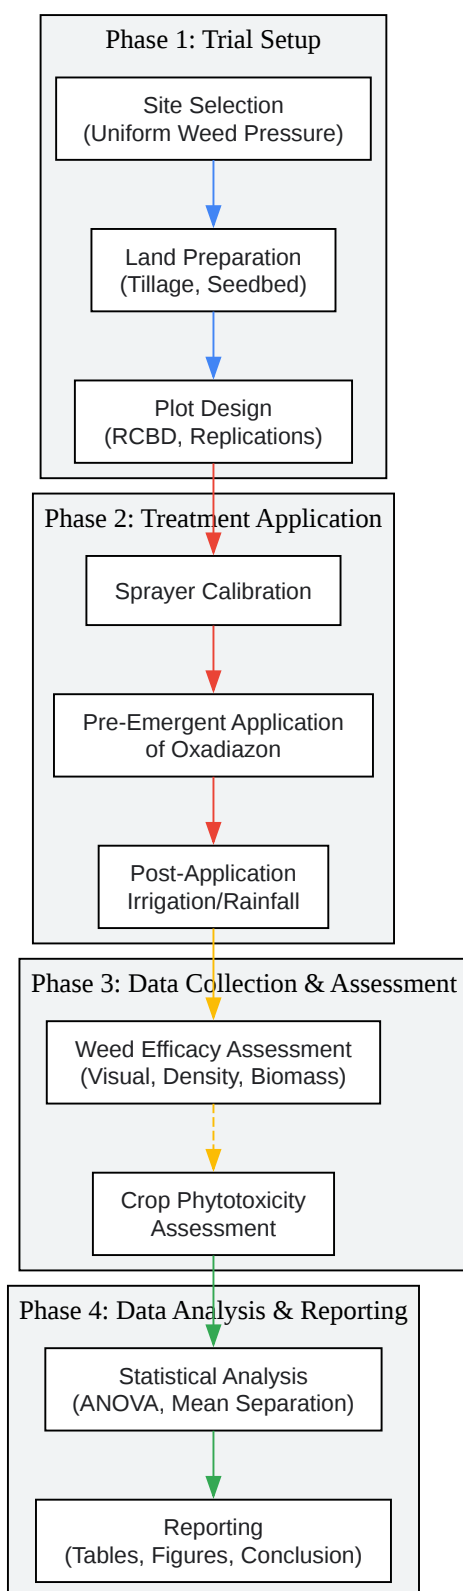 Phase 1: Trial Setup
Site Selection
(Uniform Weed Pressure)
Land Preparation
(Tillage, Seedbed)
Plot Design
(RCBD, Replications)
Phase 2: Treatment Application
Sprayer Calibration
Pre-Emergent Application
of Oxadiazon
Post-Application
Irrigation/Rainfall
Phase 3: Data Collection & Assessment
Weed Efficacy Assessment
(Visual, Density, Biomass)
Crop Phytotoxicity
Assessment
Phase 4: Data Analysis & Reporting
Statistical Analysis
(ANOVA, Mean Separation)
Reporting
(Tables, Figures, Conclusion)